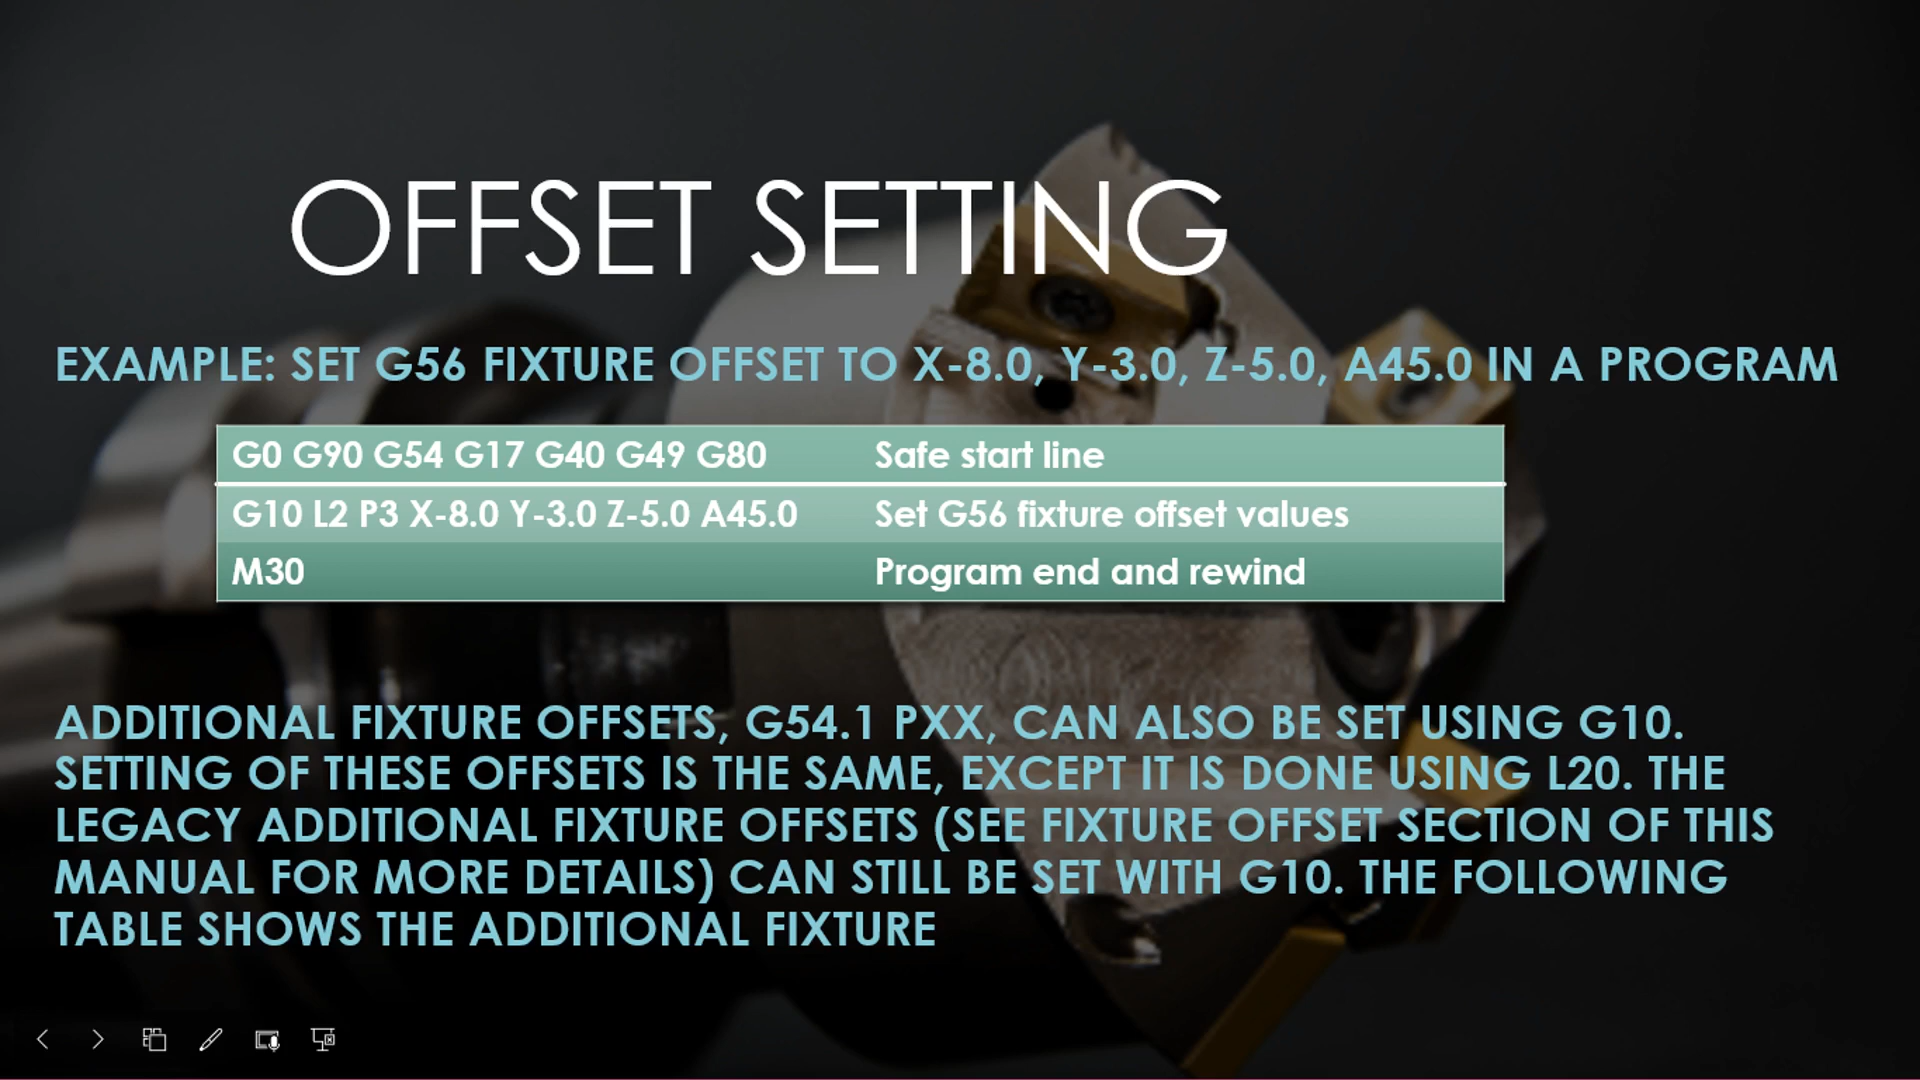 OFFSET SETTING
EXAMPLE: SET G56 FIXTURE OFFSET TO X-8.0, Y-3.0, Z-5.0, A45.0 IN A PROGRAM
G0 G90 G54 G17 G40 G49 G80 Safe start line
G10 L2 P3 X-8.0 Y-3.0 Z-5.0 A45.0 Set G56 fixture offset values
M30 Program end and rewind
ADDITIONAL FIXTURE OFFSETS, G54.1 PXX, CAN ALSO BE SET USING G10.
SETTING OF THESE OFFSETS IS THE SAME, EXCEPT IT IS DONE USING L20. THE
LEGACY ADDITIONAL FIXTURE OFFSETS (SEE FIXTURE OFFSET SECTION OF THIS
MANUAL FOR MORE DETAILS) CAN STILL BE SET WITH G10. THE FOLLOWING
TABLE SHOWS THE ADDITIONAL FIXTURE